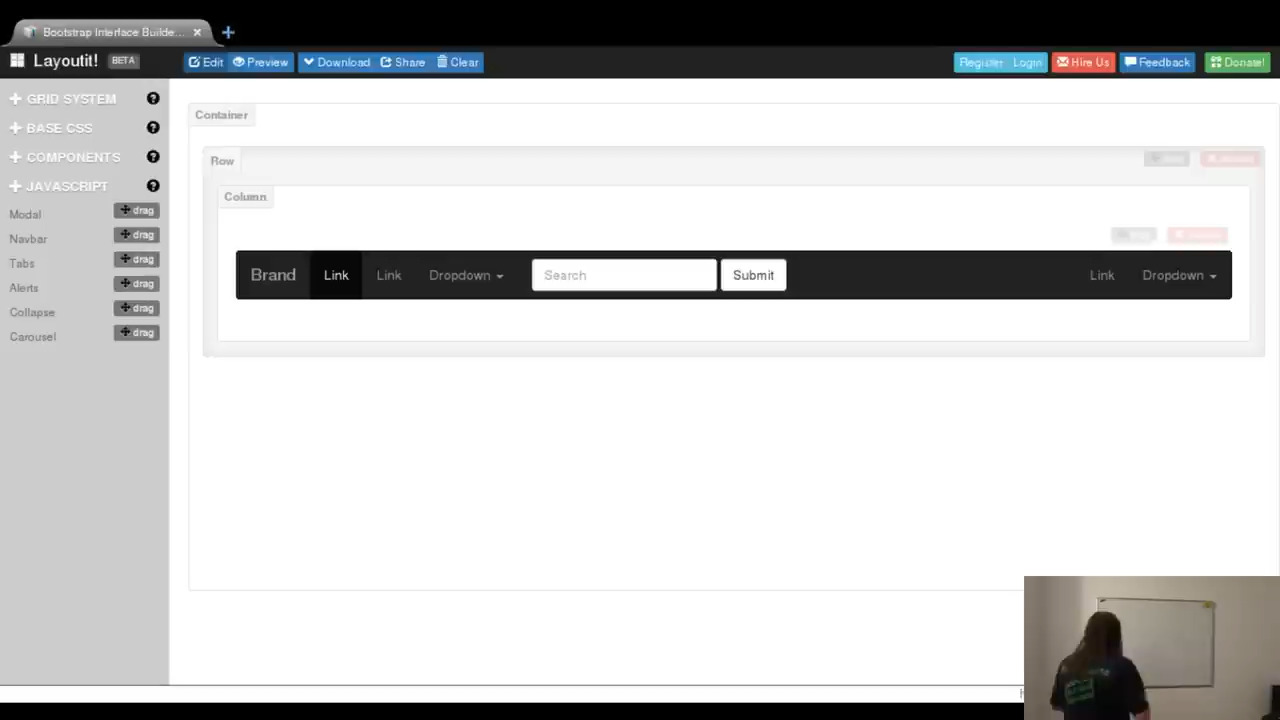 Bootstrap Interface Builde...
Layoutit! BETA Edit Preview Download Share Clear Register Login Hire Us Feedback Donate!
GRID SYSTEM
BASE CSS
COMPONENTS
JAVASCRIPT
Modal drag
Navbar drag
Tabs drag
Alerts drag
Collapse drag
Carousel drag
Container
Row
Column
Brand Link Link Dropdown Search Submit Link Dropdown